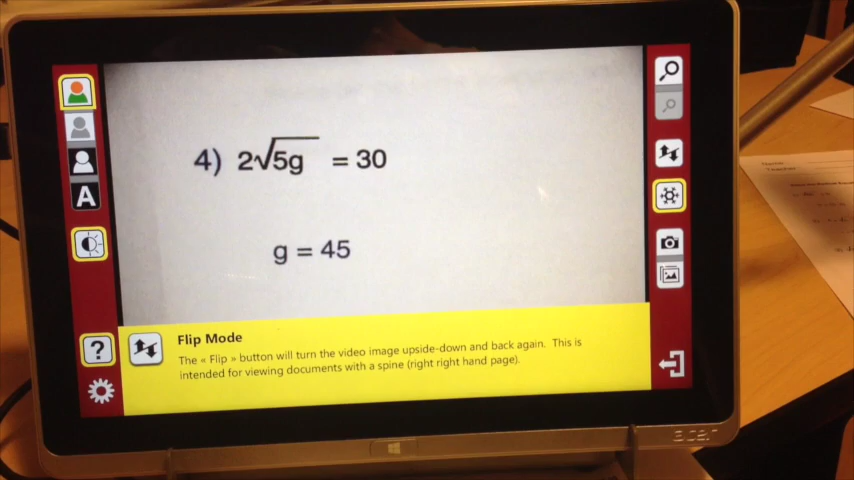 4) 2√5g = 30
g = 45
A
?
Flip Mode
The « Flip » button will turn the video image upside-down and back again. This is
intended for viewing documents with a spine (right right hand page).
acer